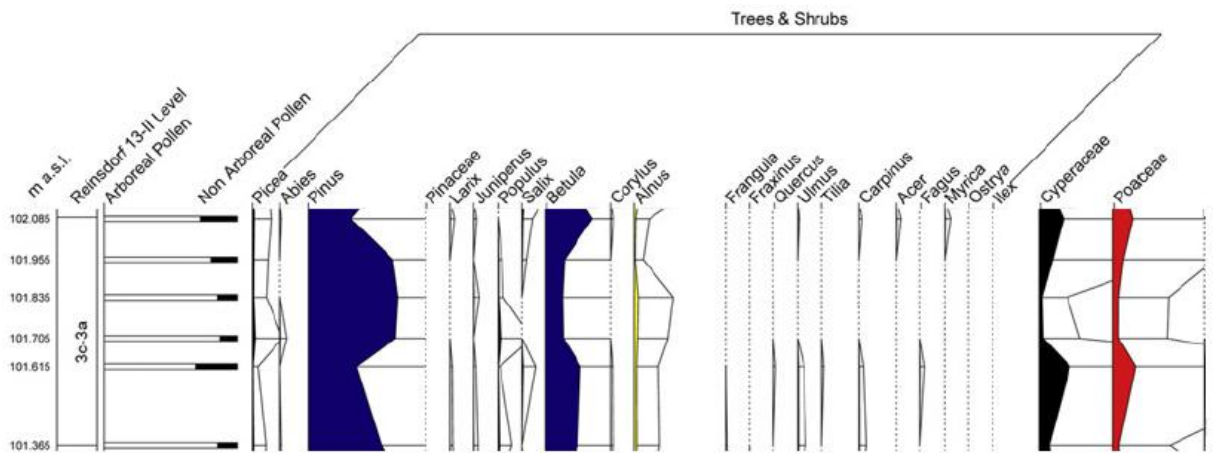 Trees & Shrubs
m a.s.l.
Reinsdorf 13-II Level
Arboreal Pollen
Non Arboreal Pollen
Picea
Abies
Pinus
Pinaceae
Larix
Juniperus
Populus
Salix
Betula
Corylus
Alnus
Frangula
Fraxinus
Quercus
Ulmus
Tilia
Carpinus
Acer
Fagus
Myrica
Ostrya
Ilex
Cyperaceae
Poaceae
102.085
101.955
101.835
101.705
101.615
101.365
3c-3a